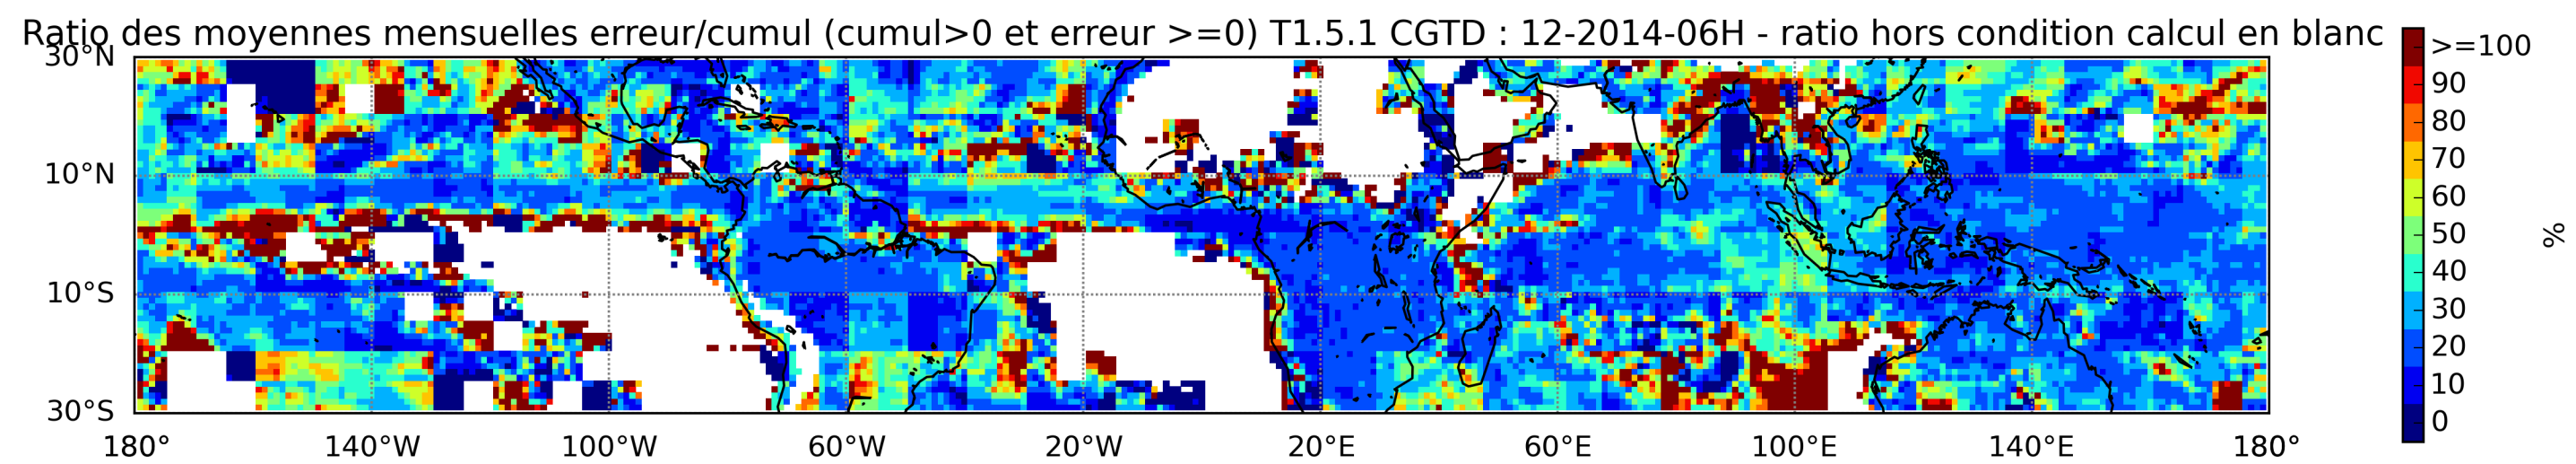 Ratio des moyennes mensuelles erreur/cumul (cumul>0 et erreur >=0) T1.5.1 CGTD : 12-2014-06H - ratio hors condition calcul en blanc
30°N
10°N
10°S
30°S
180°
140°W
100°W
60°W
20°W
20°E
60°E
100°E
140°E
180°
>=100
90
80
70
60
50
40
30
20
10
0
%